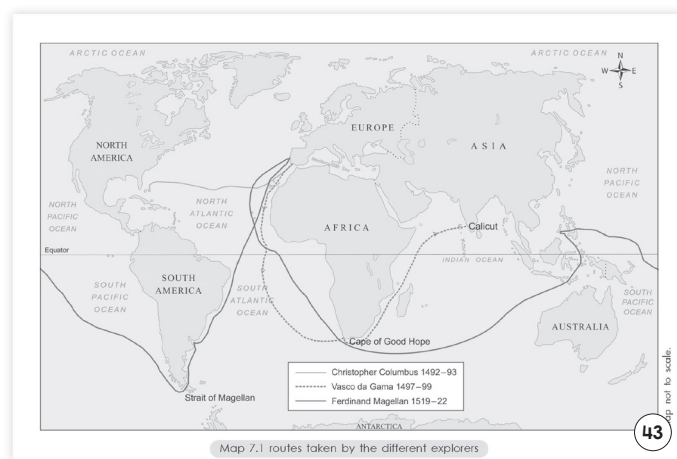 ARCTIC OCEAN
ARCTIC OCEAN
N
W E
S
EUROPE
ASIA
NORTH
AMERICA
NORTH
PACIFIC
OCEAN
NORTH
ATLANTIC
OCEAN
NORTH
PACIFIC
OCEAN
AFRICA
Calicut
Equator
INDIAN OCEAN
SOUTH
PACIFIC
OCEAN
SOUTH
AMERICA
SOUTH
ATLANTIC
OCEAN
SOUTH
PACIFIC
OCEAN
AUSTRALIA
Cape of Good Hope
Strait of Magellan
Christopher Columbus 1492–93
Vasco da Gama 1497–99
Ferdinand Magellan 1519–22
ANTARCTICA
not to scale.
43
Map 7.1 routes taken by the different explorers